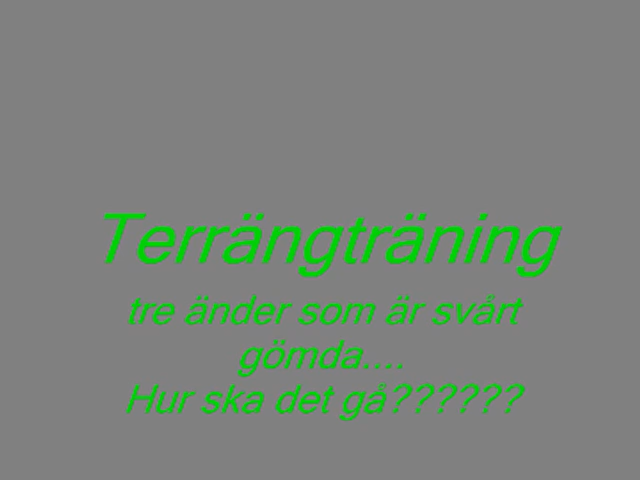 Terrängträning
tre änder som är svårt
gömda....
Hur ska det gå??????